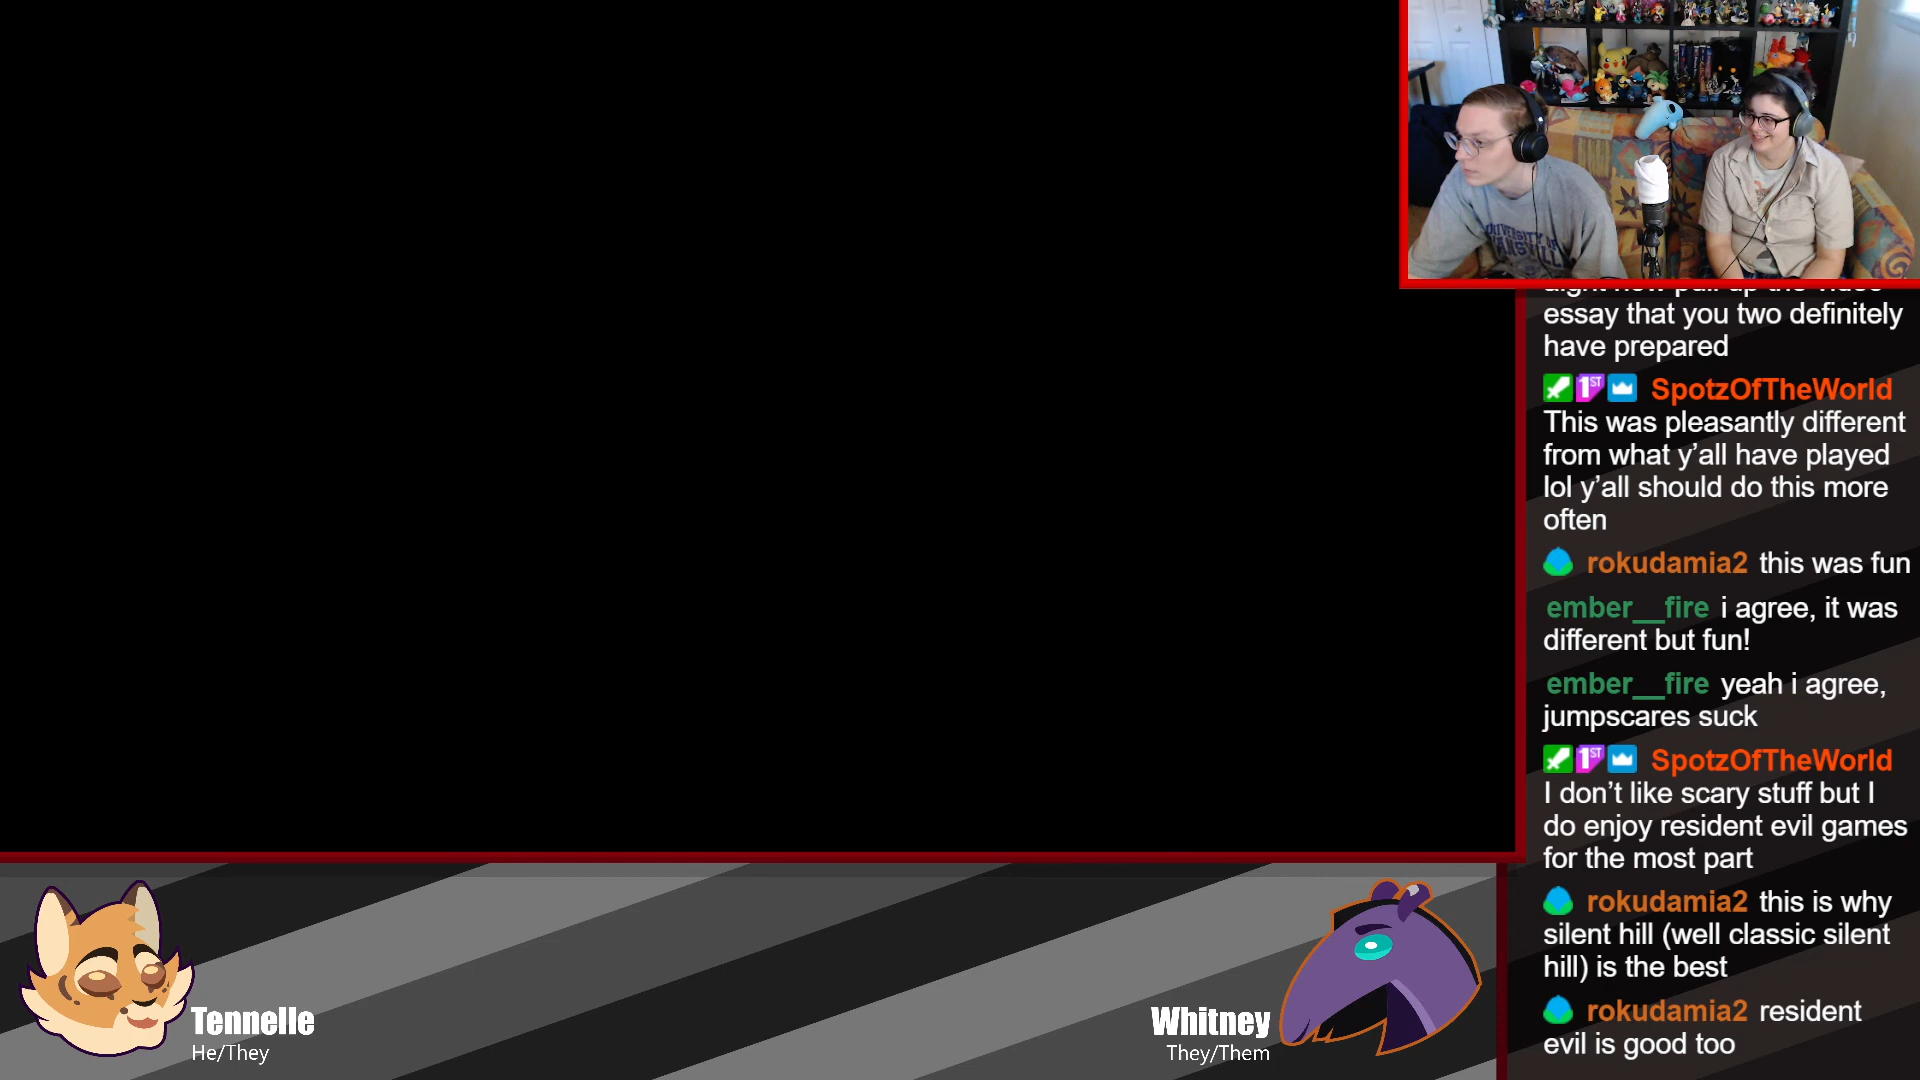 UNIVERSITY OF
essay that you two definitely
have prepared
1ST SpotzOfTheWorld
This was pleasantly different
from what y'all have played
lol y'all should do this more
often
rokudamia2 this was fun
ember__fire i agree, it was
different but fun!
ember__fire yeah i agree,
jumpscares suck
1ST SpotzOfTheWorld
I don't like scary stuff but I
do enjoy resident evil games
for the most part
rokudamia2 this is why
silent hill (well classic silent
hill) is the best
rokudamia2 resident
evil is good too
Tennelle
He/They
Whitney
They/Them